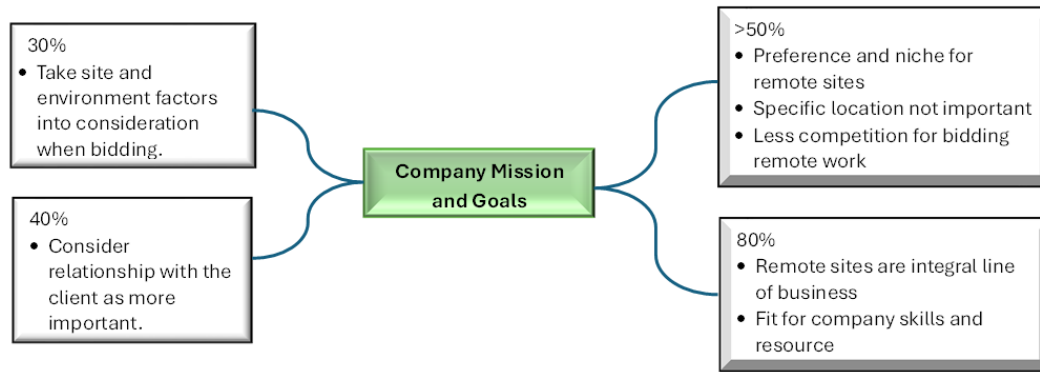 30%
• Take site and
environment factors
into consideration
when bidding.
40%
• Consider
relationship with the
client as more
important.
Company Mission
and Goals
>50%
• Preference and niche for
remote sites
• Specific location not important
• Less competition for bidding
remote work
80%
• Remote sites are integral line
of business
• Fit for company skills and
resource